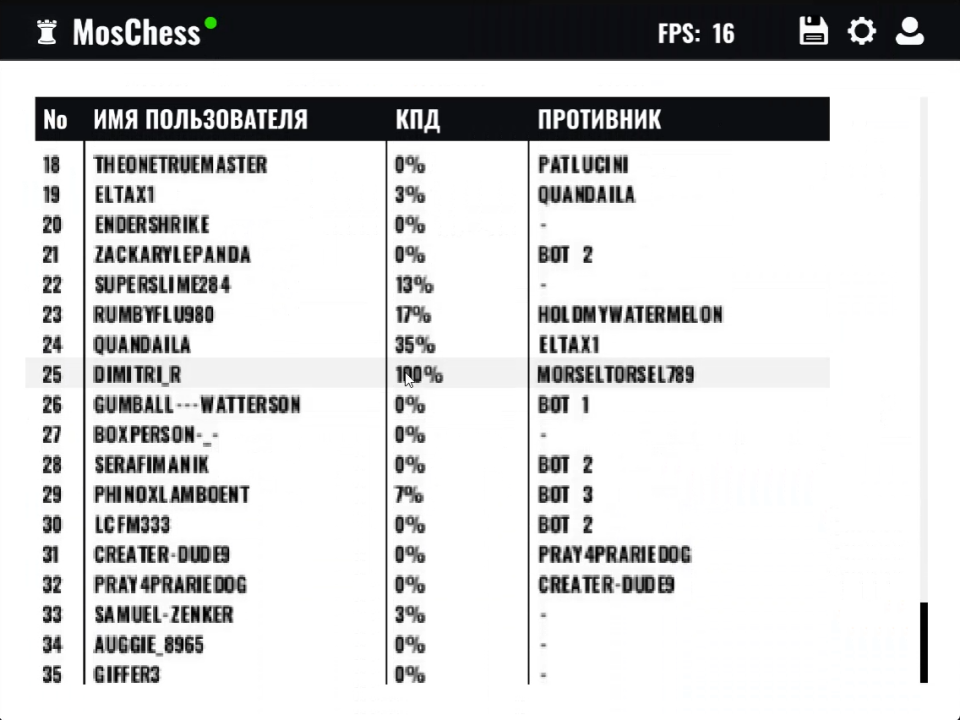 MosChess FPS: 16
No ИМЯ ПОЛЬЗОВАТЕЛЯ КПД ПРОТИВНИК
18 THEONETRUEMASTER 0% PATLUCINI
19 ELTAX1 3% QUANDAILA
20 ENDERSHRIKE 0% -
21 ZACKARYLEPANDA 0% BOT 2
22 SUPERSLIME284 13% -
23 RUMBYFLU980 17% HOLDMYWATERMELON
24 QUANDAILA 35% ELTAX1
25 DIMITRI_R 100% MORSELTORSEL789
26 GUMBALL---WATTERSON 0% BOT 1
27 BOXPERSON-_- 0% -
28 SERAFIMANIK 0% BOT 2
29 PHINOXLAMBOENT 7% BOT 3
30 LCFM333 0% BOT 2
31 CREATER-DUDE9 0% PRAY4PRARIEDOG
32 PRAY4PRARIEDOG 0% CREATER-DUDE9
33 SAMUEL-ZENKER 3% -
34 AUGGIE_8965 0% -
35 GIFFER3 0% -